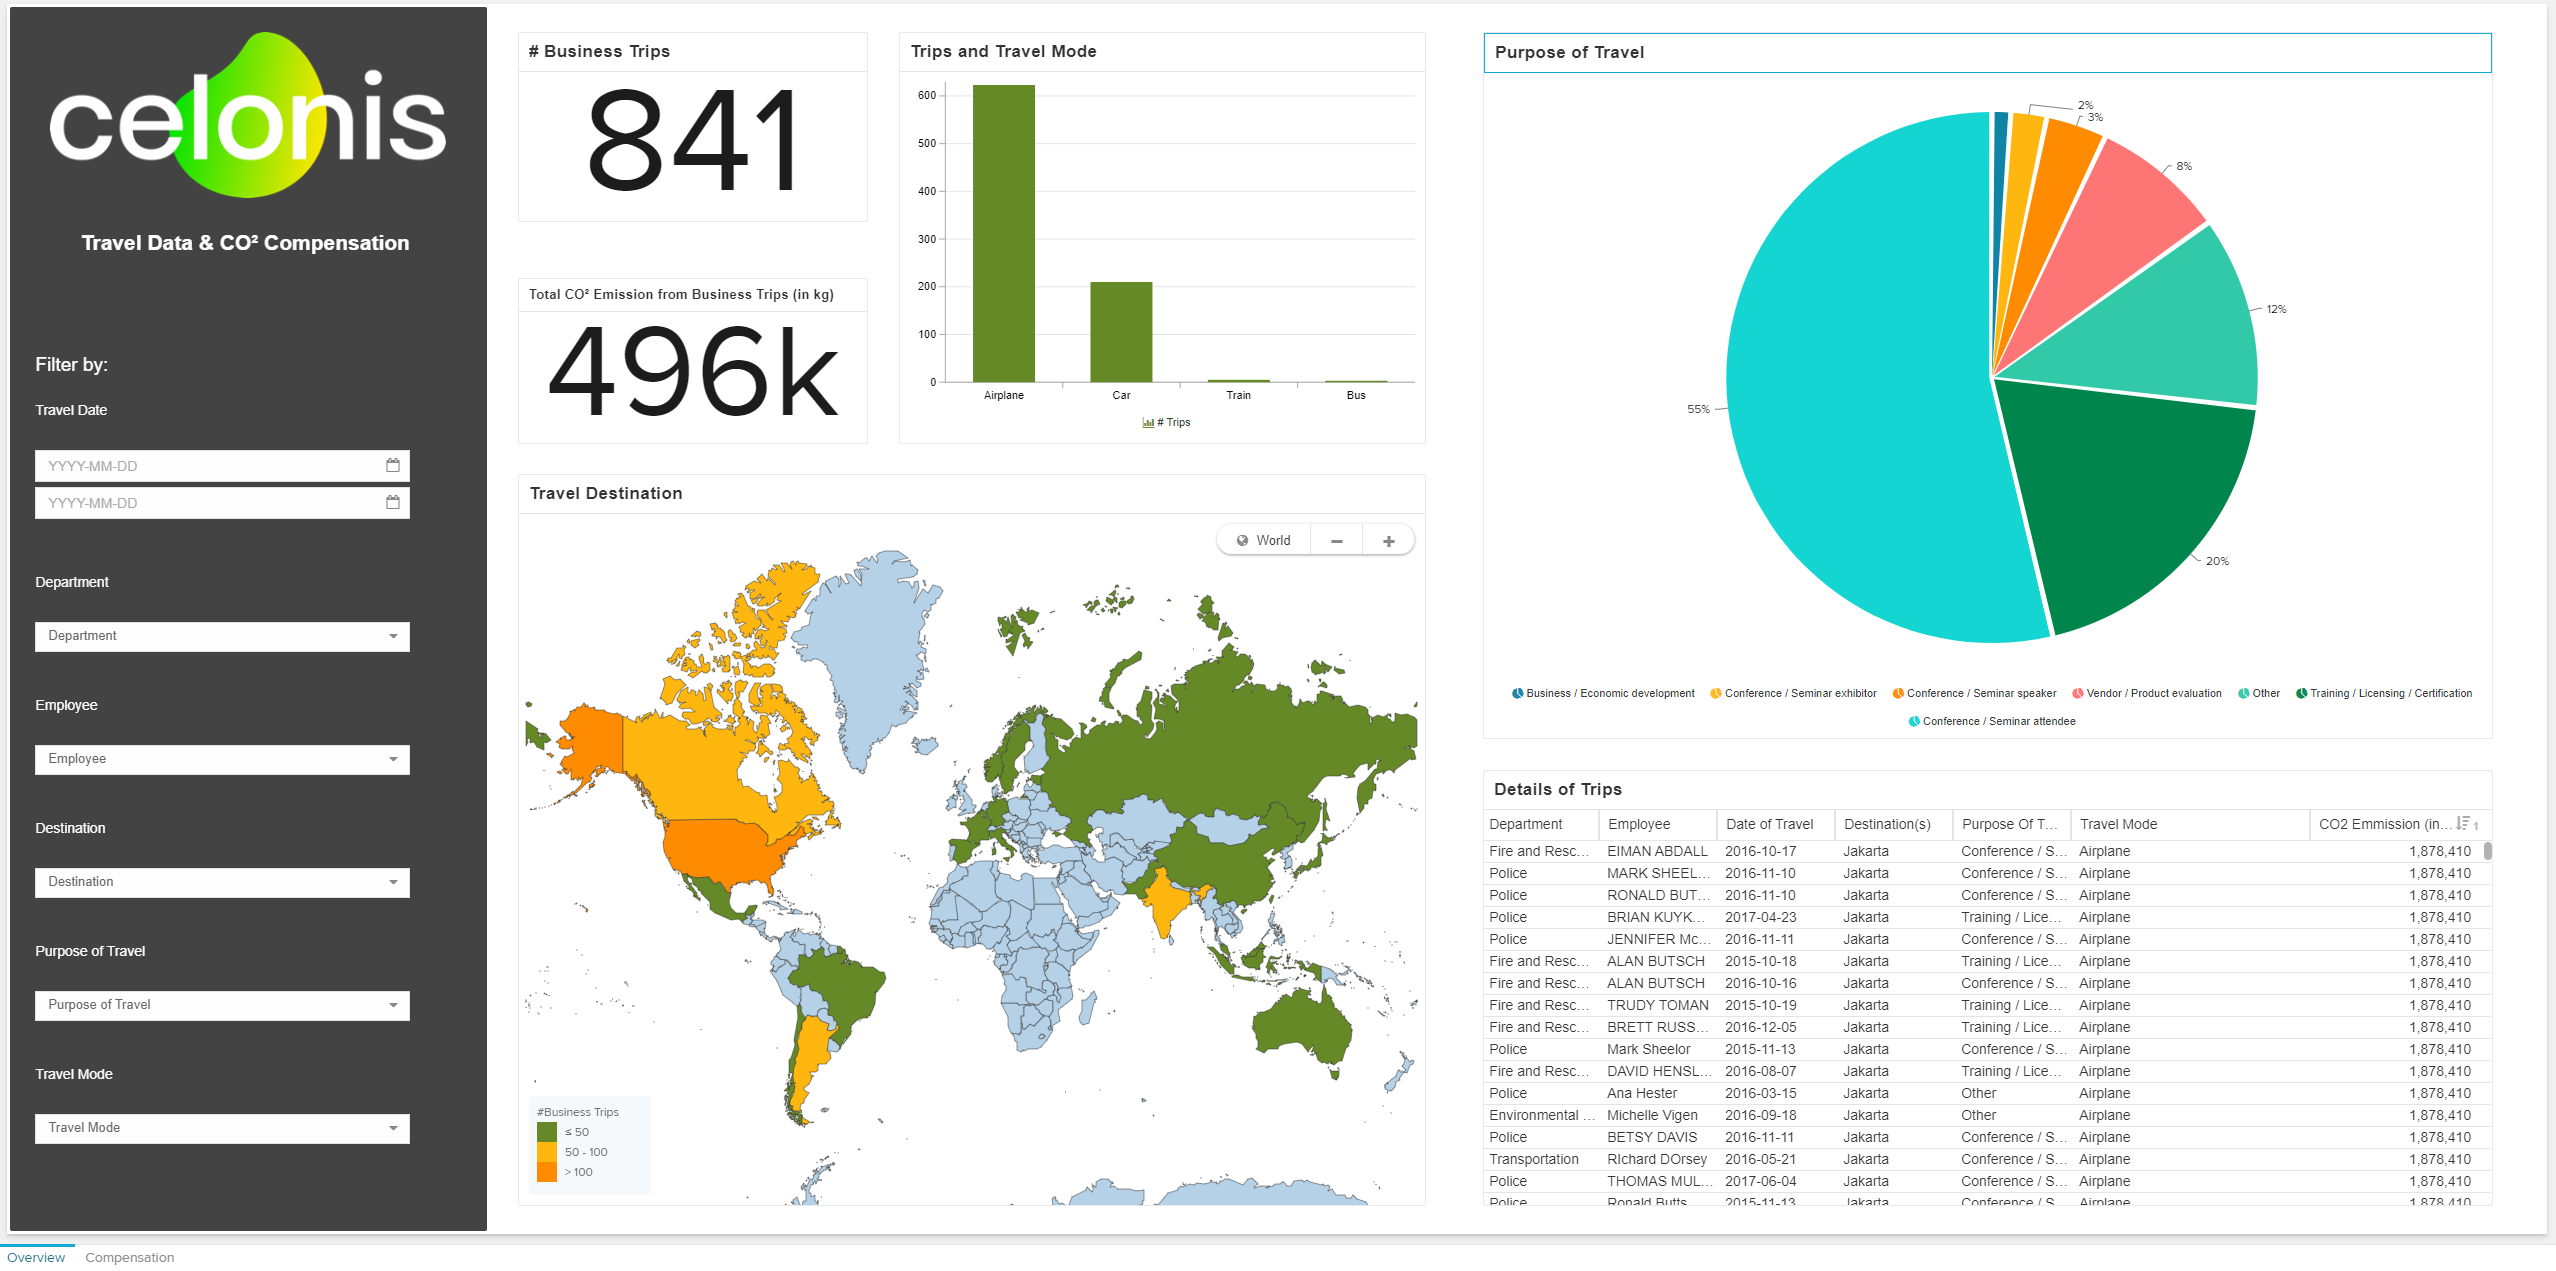 celonis
Travel Data & CO² Compensation
Filter by:
Travel Date
YYYY-MM-DD
YYYY-MM-DD
Department
Department
Employee
Employee
Destination
Destination
Purpose of Travel
Purpose of Travel
Travel Mode
Travel Mode
# Business Trips
841
Total CO² Emission from Business Trips (in kg)
496k
Trips and Travel Mode
600
500
400
300
200
100
0
Airplane Car Train Bus
# Trips
Travel Destination
World − +
#Business Trips
≤ 50
50 - 100
> 100
Purpose of Travel
2%
3%
8%
12%
55%
20%
Business / Economic development Conference / Seminar exhibitor Conference / Seminar speaker Vendor / Product evaluation Other Training / Licensing / Certification
Conference / Seminar attendee
Details of Trips
Department Employee Date of Travel Destination(s) Purpose Of T... Travel Mode CO2 Emmission (in... 1
Fire and Resc... EIMAN ABDALL 2016-10-17 Jakarta Conference / S... Airplane 1,878,410
Police MARK SHEEL... 2016-11-10 Jakarta Conference / S... Airplane 1,878,410
Police RONALD BUT... 2016-11-10 Jakarta Conference / S... Airplane 1,878,410
Police BRIAN KUYK... 2017-04-23 Jakarta Training / Lice... Airplane 1,878,410
Police JENNIFER Mc... 2016-11-11 Jakarta Conference / S... Airplane 1,878,410
Fire and Resc... ALAN BUTSCH 2015-10-18 Jakarta Training / Lice... Airplane 1,878,410
Fire and Resc... ALAN BUTSCH 2016-10-16 Jakarta Conference / S... Airplane 1,878,410
Fire and Resc... TRUDY TOMAN 2015-10-19 Jakarta Training / Lice... Airplane 1,878,410
Fire and Resc... BRETT RUSS... 2016-12-05 Jakarta Training / Lice... Airplane 1,878,410
Police Mark Sheelor 2015-11-13 Jakarta Conference / S... Airplane 1,878,410
Fire and Resc... DAVID HENSL... 2016-08-07 Jakarta Training / Lice... Airplane 1,878,410
Police Ana Hester 2016-03-15 Jakarta Other Airplane 1,878,410
Environmental ... Michelle Vigen 2016-09-18 Jakarta Other Airplane 1,878,410
Police BETSY DAVIS 2016-11-11 Jakarta Conference / S... Airplane 1,878,410
Transportation RIchard DOrsey 2016-05-21 Jakarta Conference / S... Airplane 1,878,410
Police THOMAS MUL... 2017-06-04 Jakarta Conference / S... Airplane 1,878,410
Police Ronald Butts 2015-11-13 Jakarta Conference / S... Airplane 1,878,410
Overview Compensation